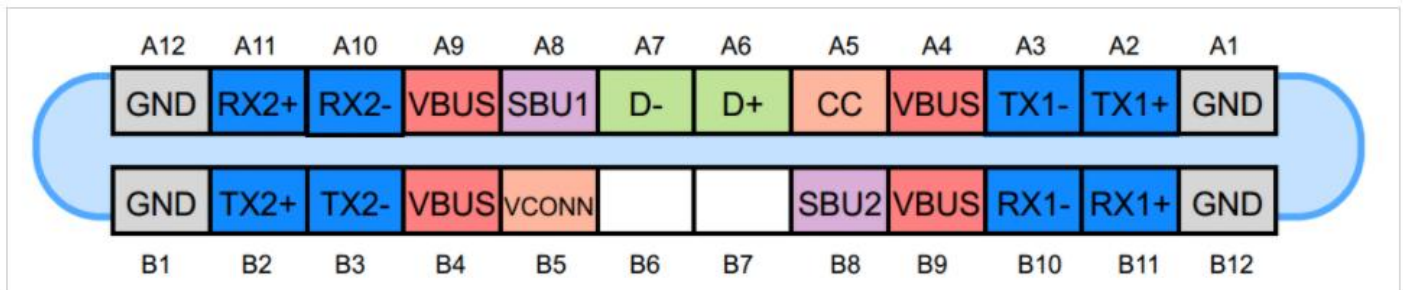 A12 A11 A10 A9 A8 A7 A6 A5 A4 A3 A2 A1
GND RX2+ RX2- VBUS SBU1 D- D+ CC VBUS TX1- TX1+ GND
GND TX2+ TX2- VBUS VCONN SBU2 VBUS RX1- RX1+ GND
B1 B2 B3 B4 B5 B6 B7 B8 B9 B10 B11 B12